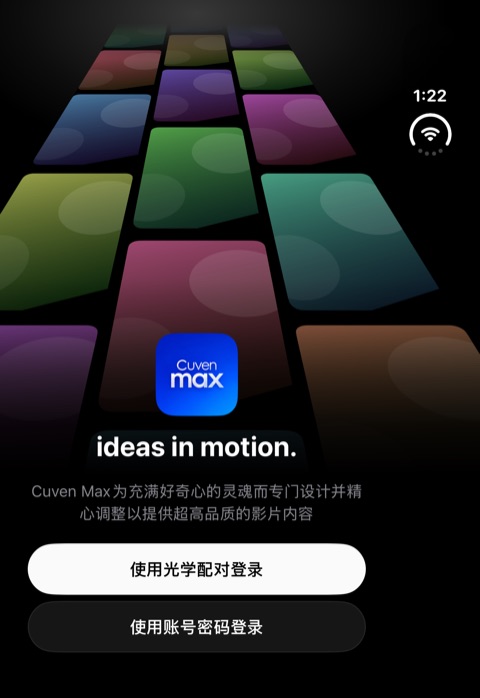 1:22
Cuven
max
ideas in motion.
Cuven Max为充满好奇心的灵魂而专门设计并精
心调整以提供超高品质的影片内容
使用光学配对登录
使用账号密码登录